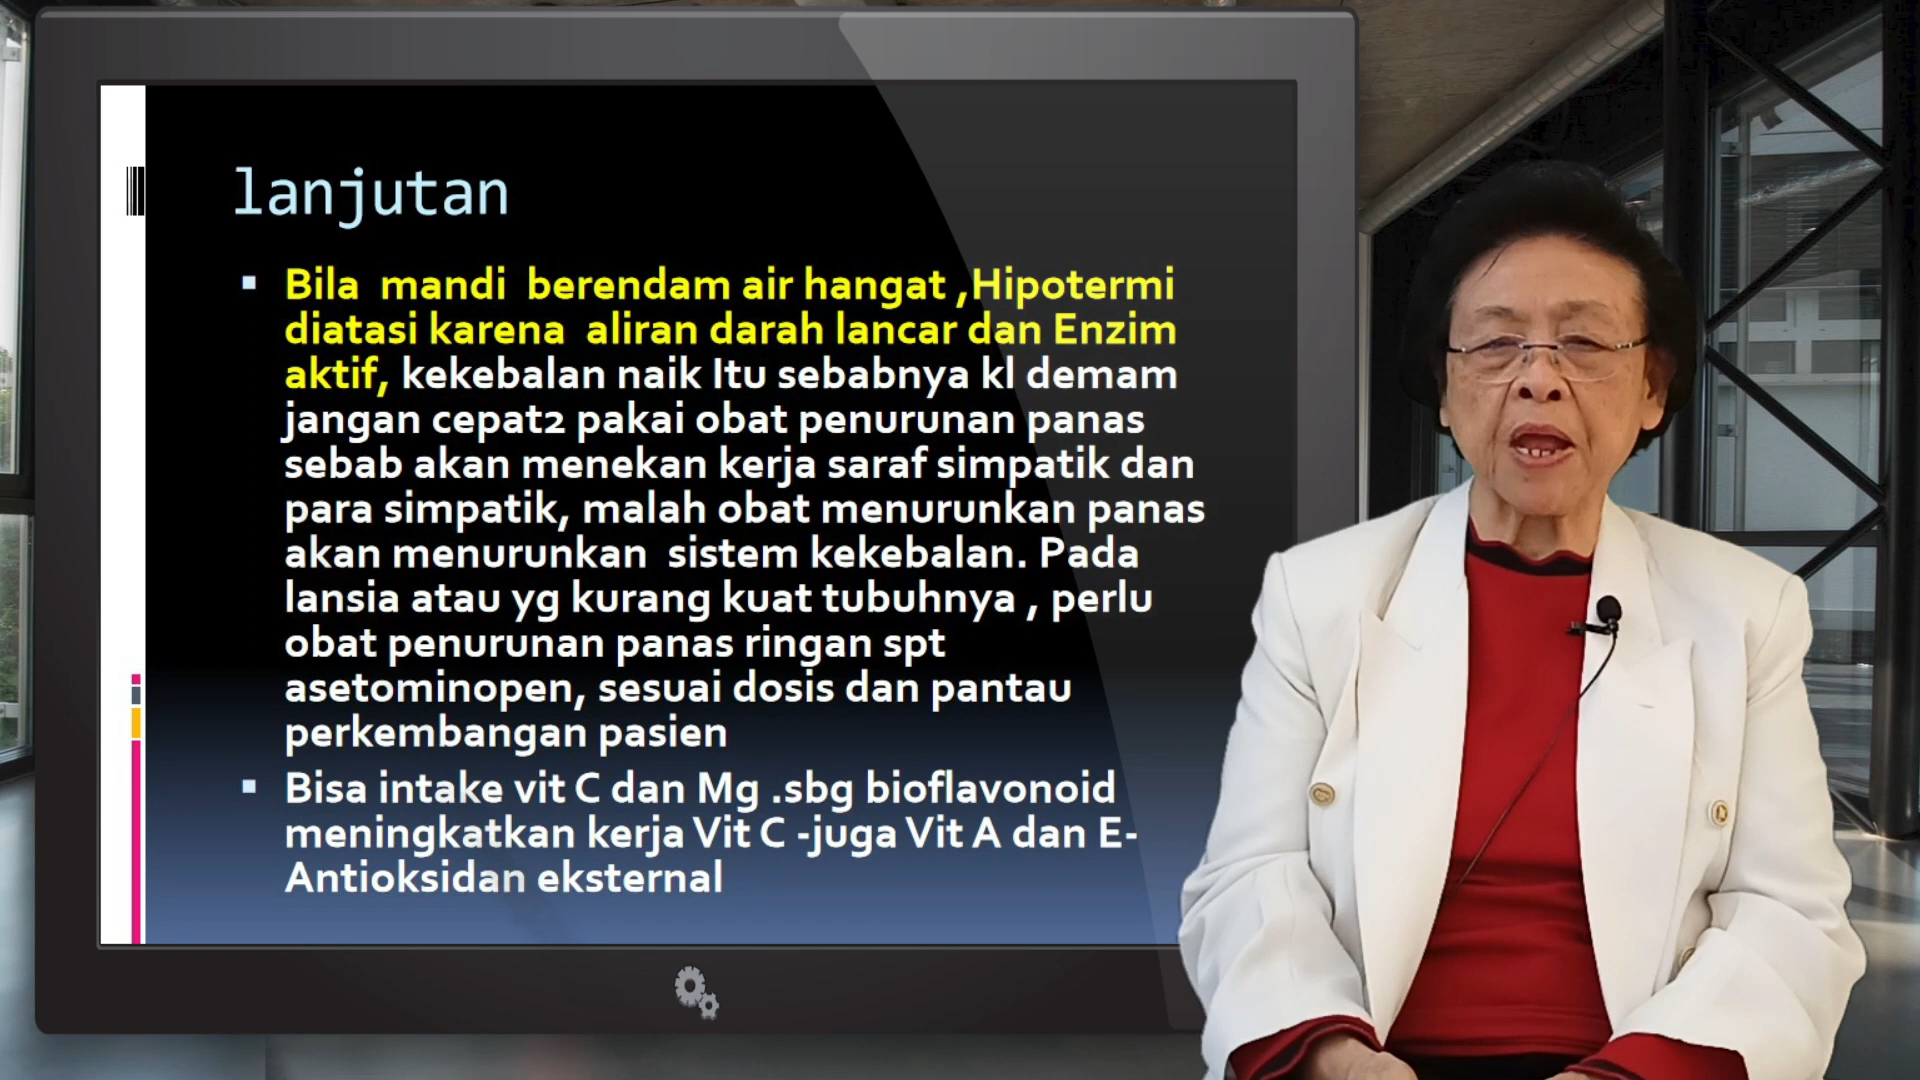 lanjutan
Bila mandi berendam air hangat ,Hipotermi
diatasi karena aliran darah lancar dan Enzim
aktif, kekebalan naik Itu sebabnya kl demam
jangan cepat2 pakai obat penurunan panas
sebab akan menekan kerja saraf simpatik dan
para simpatik, malah obat menurunkan panas
akan menurunkan sistem kekebalan. Pada
lansia atau yg kurang kuat tubuhnya , perlu
obat penurunan panas ringan spt
asetominopen, sesuai dosis dan pantau
perkembangan pasien
Bisa intake vit C dan Mg .sbg bioflavonoid
meningkatkan kerja Vit C -juga Vit A dan E-
Antioksidan eksternal